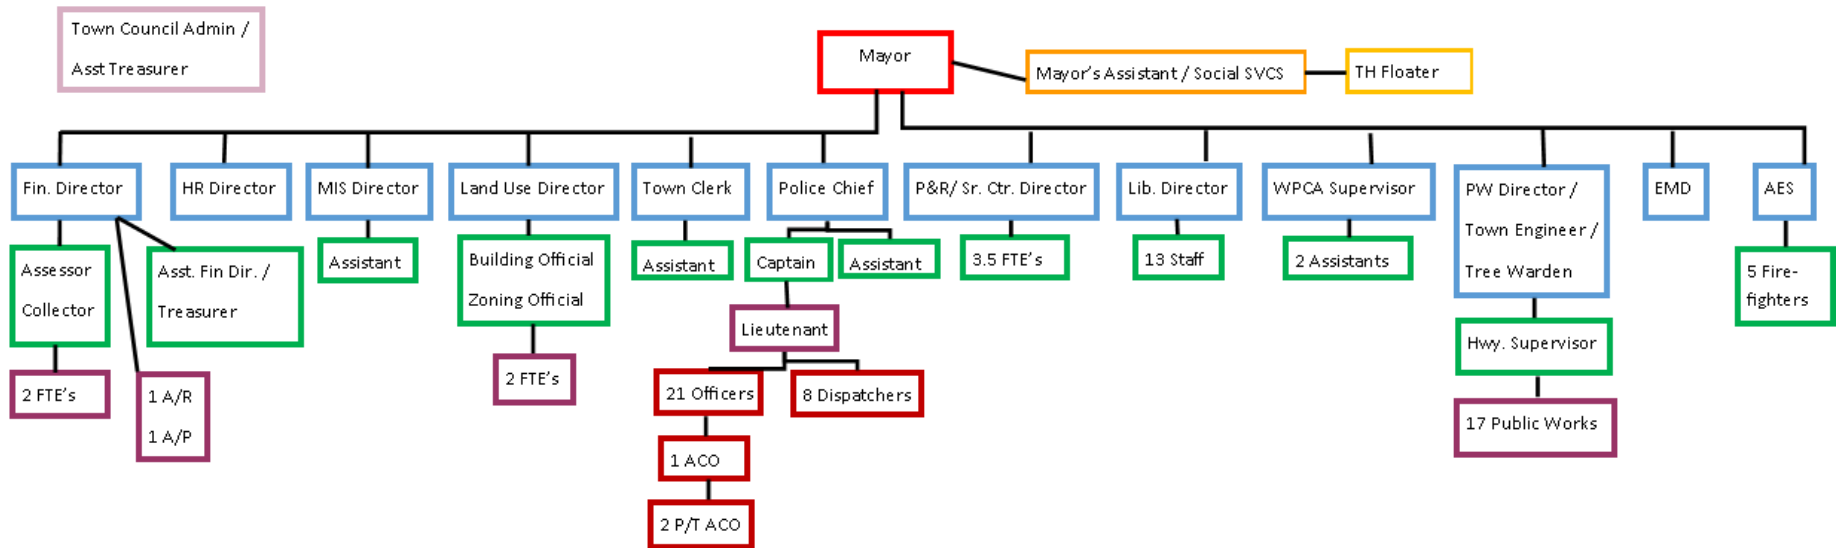 Town Council Admin /
Asst Treasurer
Mayor
Mayor's Assistant / Social SVCS
TH Floater
Fin. Director
HR Director
MIS Director
Land Use Director
Town Clerk
Police Chief
P&R/ Sr. Ctr. Director
Lib. Director
WPCA Supervisor
PW Director /
Town Engineer /
Tree Warden
EMD
AES
Assessor
Collector
Asst. Fin Dir. /
Treasurer
Assistant
Building Official
Zoning Official
Assistant
Captain
Assistant
3.5 FTE's
13 Staff
2 Assistants
5 Fire-
fighters
Lieutenant
Hwy. Supervisor
2 FTE's
1 A/R
1 A/P
2 FTE's
21 Officers
8 Dispatchers
17 Public Works
1 ACO
2 P/T ACO